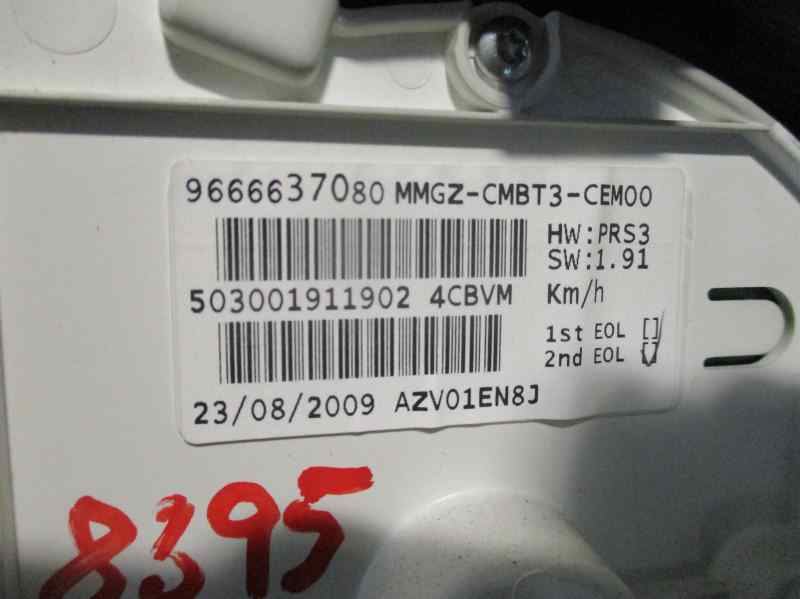 9666637080 MMGZ-CMBT3-CEM00
HW:PRS3
SW:1.91
503001911902 4CBVM Km/h
1st EOL []
2nd EOL []
23/08/2009 AZV01EN8J
8395